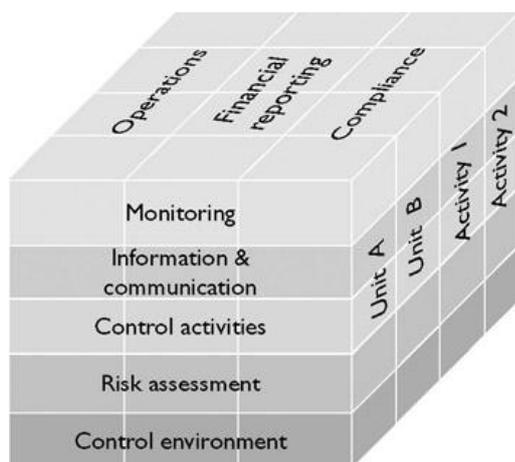 Operations
Financial
reporting
Compliance
Monitoring
Information &
communication
Control activities
Risk assessment
Control environment
Unit A
Unit B
Activity 1
Activity 2